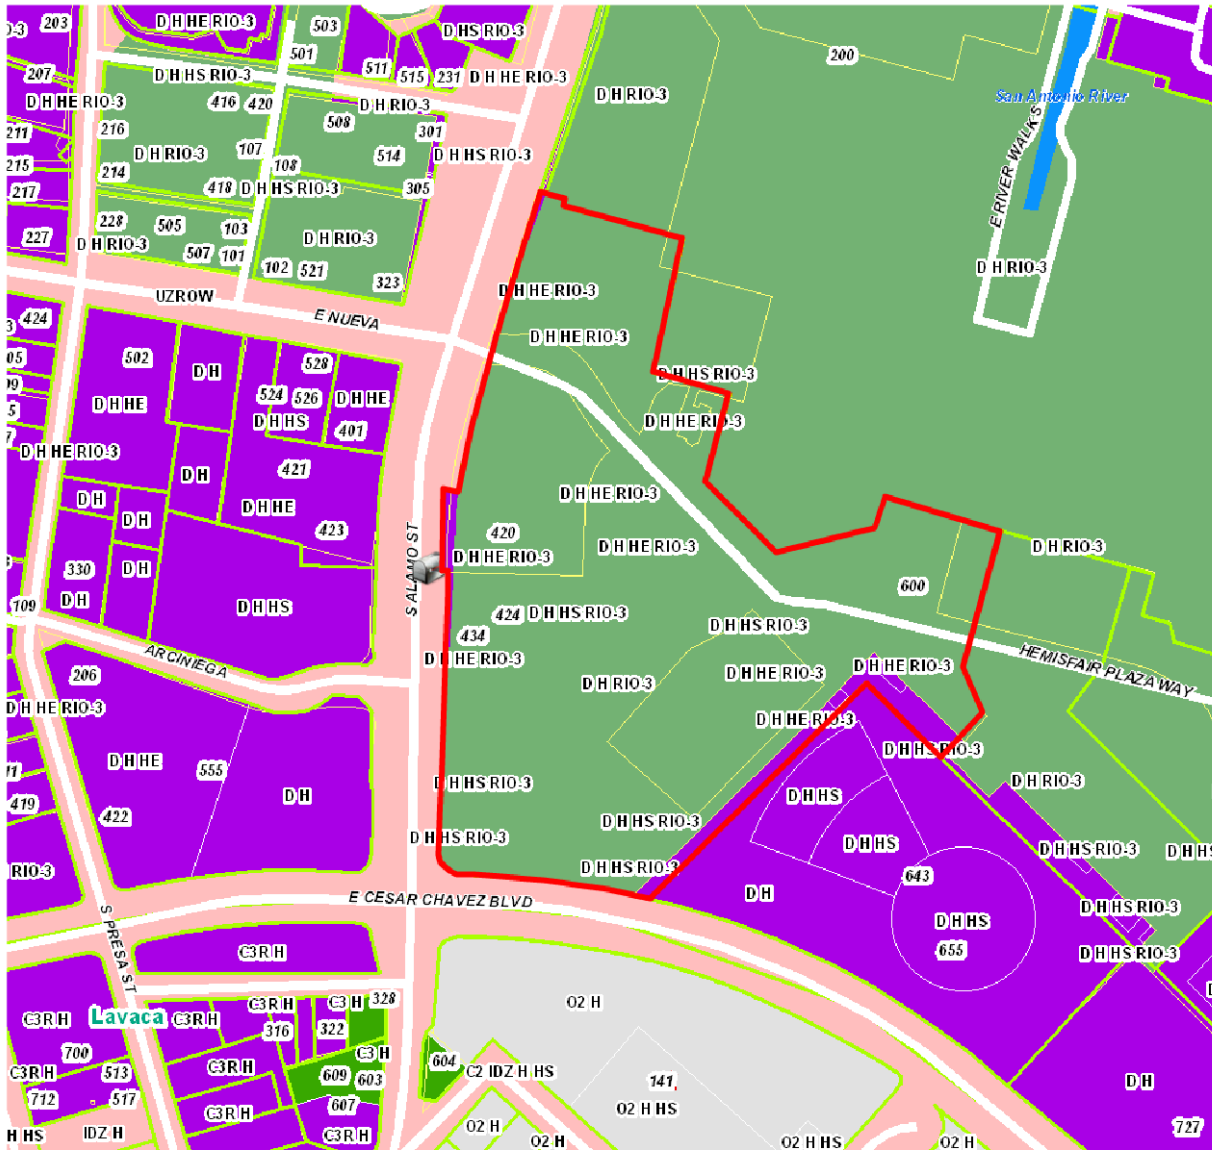 0-3
203
D H HE RIO-3
503
D HS RIO-3
200
501
207
D H HS RIO-3
511
515
231
D H HE RIO-3
D H RIO-3
San Antonio River
D H HE RIO-3
416
420
D H RIO-3
508
301
211
216
107
514
D H HS RIO-3
D H RIO-3
215
214
108
217
418
D H HS RIO-3
305
E RIVER WALK S
228
505
103
D H RIO-3
227
D H RIO-3
507
101
102
521
323
D H RIO-3
UZROW
E NUEVA
D H HE RIO-3
424
D H HE RIO-3
05
502
D H
528
D H HS RIO-3
99
524
526
D H HE
5
D H HE
D H HS
401
D H HE RIO-3
D H HE RIO-3
421
D H
D H HE RIO-3
D H
D H HE
423
420
D H HE RIO-3
D H RIO-3
D H
D H HE RIO-3
330
D H
S ALAMO ST
600
109
D H
D H HS
424
D H HS RIO-3
D H HS RIO-3
434
ARCINIEGA
D H HE RIO-3
D H HE RIO-3
HEMISFAIR PLAZA WAY
206
D H RIO-3
D H HE RIO-3
D H HE RIO-3
D H HE RIO-3
D H HE
555
D H HS RIO-3
11
D H HS RIO-3
D H RIO-3
419
422
D H
D H HS
D H HS RIO-3
D H HS RIO-3
D H HS
D H HS RIO-3
D H HS
RIO-3
D H HS RIO-3
643
E CESAR CHAVEZ BLVD
D H
D H HS RIO-3
S PRESA ST
D H HS
655
C3R H
D H HS RIO-3
D
C3R H
C3 H
328
O2 H
Lavaca
C3R H
C3R H
316
322
700
C3 H
604
C3R H
513
C3R H
609
603
C2 IDZ H HS
141
D H
712
517
607
O2 H HS
C3R H
H HS
IDZ H
C3R H
O2 H
O2 H
O2 H HS
O2 H
727